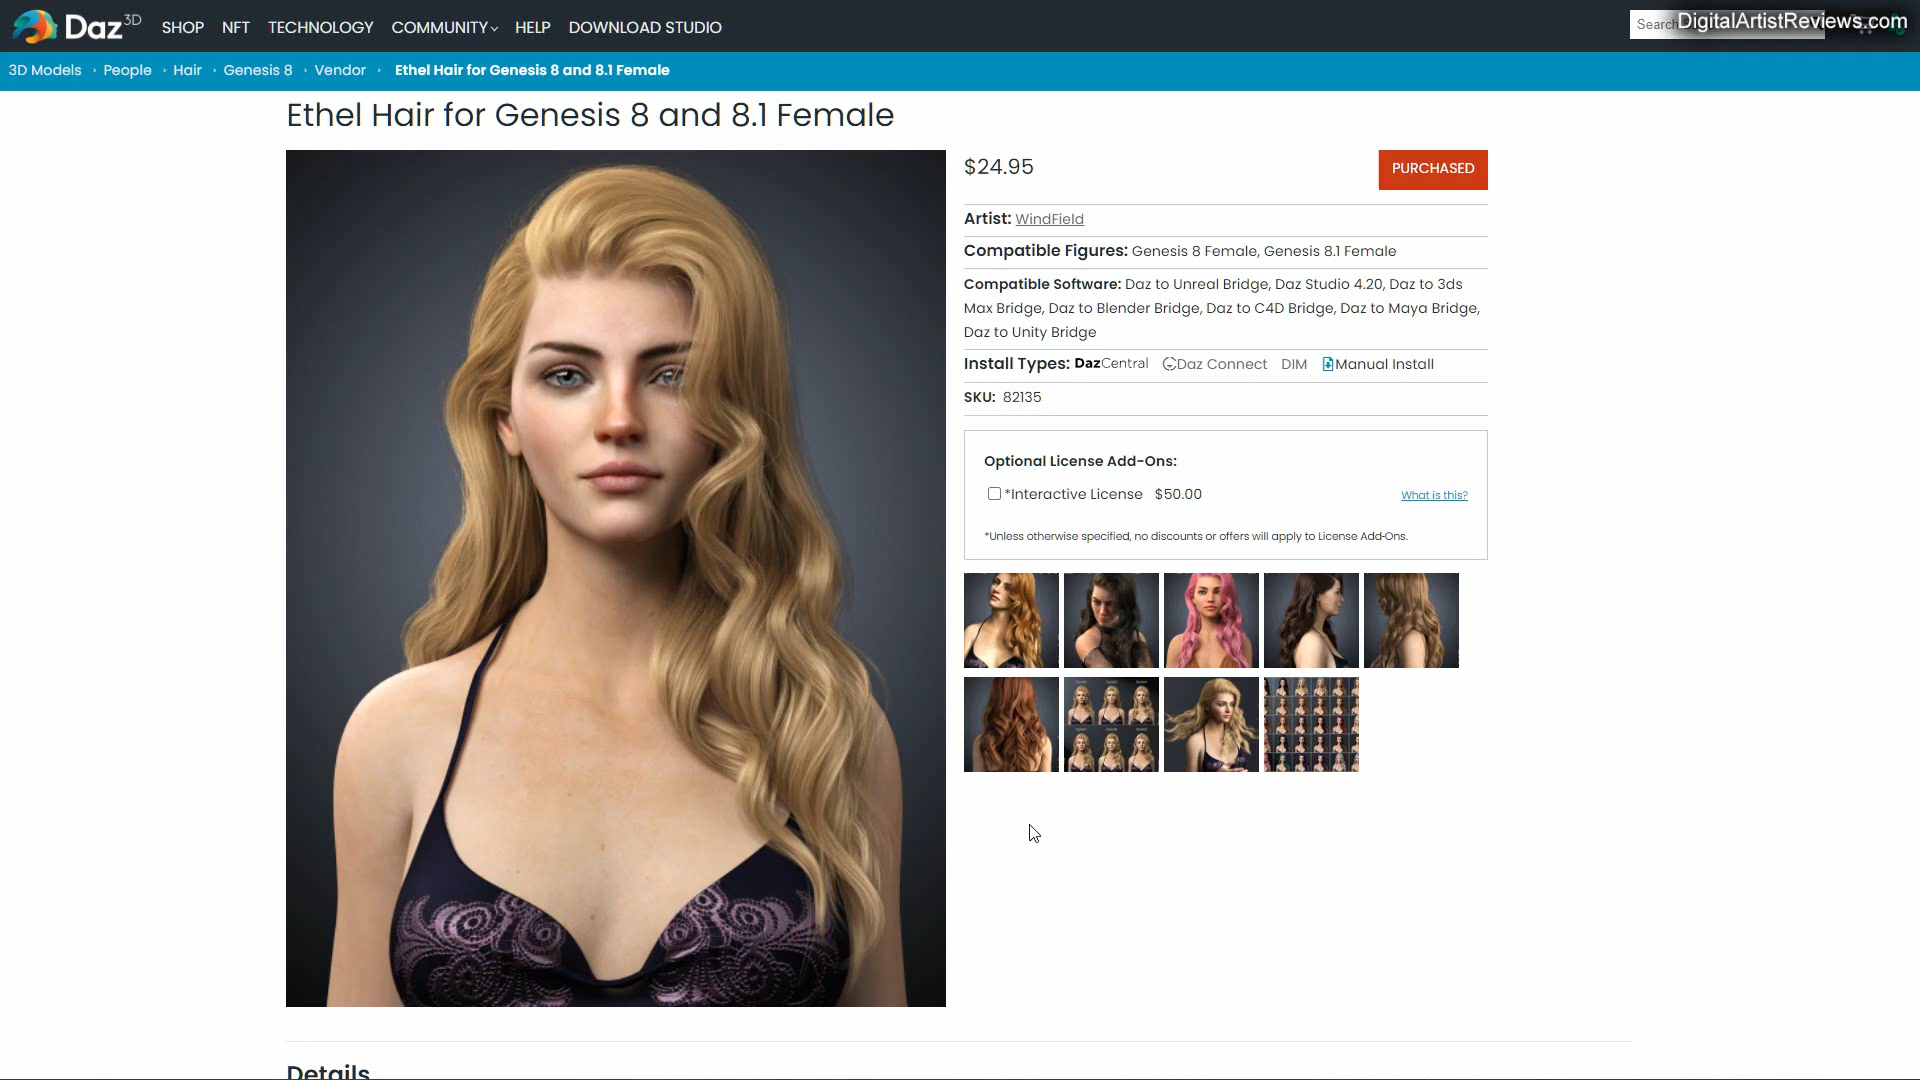 Daz 3D SHOP NFT TECHNOLOGY COMMUNITY HELP DOWNLOAD STUDIO Search DigitalArtistReviews.com
3D Models › People › Hair › Genesis 8 › Vendor › Ethel Hair for Genesis 8 and 8.1 Female
Ethel Hair for Genesis 8 and 8.1 Female
$24.95 PURCHASED
Artist: WindField
Compatible Figures: Genesis 8 Female, Genesis 8.1 Female
Compatible Software: Daz to Unreal Bridge, Daz Studio 4.20, Daz to 3ds
Max Bridge, Daz to Blender Bridge, Daz to C4D Bridge, Daz to Maya Bridge,
Daz to Unity Bridge
Install Types: DazCentral Daz Connect DIM Manual Install
SKU: 82135
Optional License Add-Ons:
*Interactive License $50.00 What is this?
*Unless otherwise specified, no discounts or offers will apply to License Add-Ons.
Details